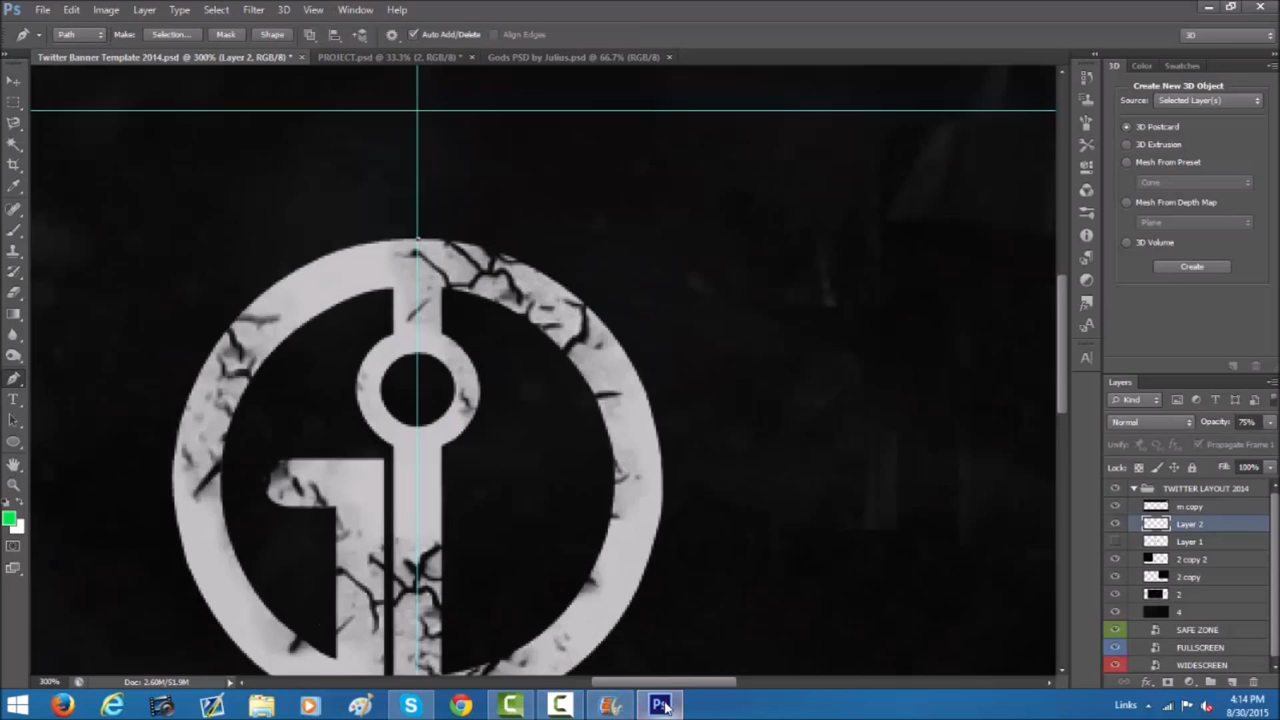 Ps File Edit Image Layer Type Select Filter 3D View Window Help
Path Make: Selection... Mask Shape Auto Add/Delete Align Edges 3D
Twitter Banner Template 2014.psd @ 300% (Layer 2, RGB/8) * × PROJECT.psd @ 33.3% (2, RGB/8) * × Gods PSD by Julius.psd @ 66.7% (RGB/8) ×
3D Color Swatches
Create New 3D Object
Source: Selected Layer(s)
3D Postcard
3D Extrusion
Mesh From Preset
Cone
Mesh From Depth Map
Plane
3D Volume
Create
Layers
Kind
Normal Opacity: 75%
Unify: Propagate Frame 1
Lock: Fill: 100%
TWITTER LAYOUT 2014
m copy
Layer 2
Layer 1
2 copy 2
2 copy
2
4
SAFE ZONE
FULLSCREEN
WIDESCREEN
300% Doc: 2.60M/51.9M
Links 4:14 PM
8/30/2015